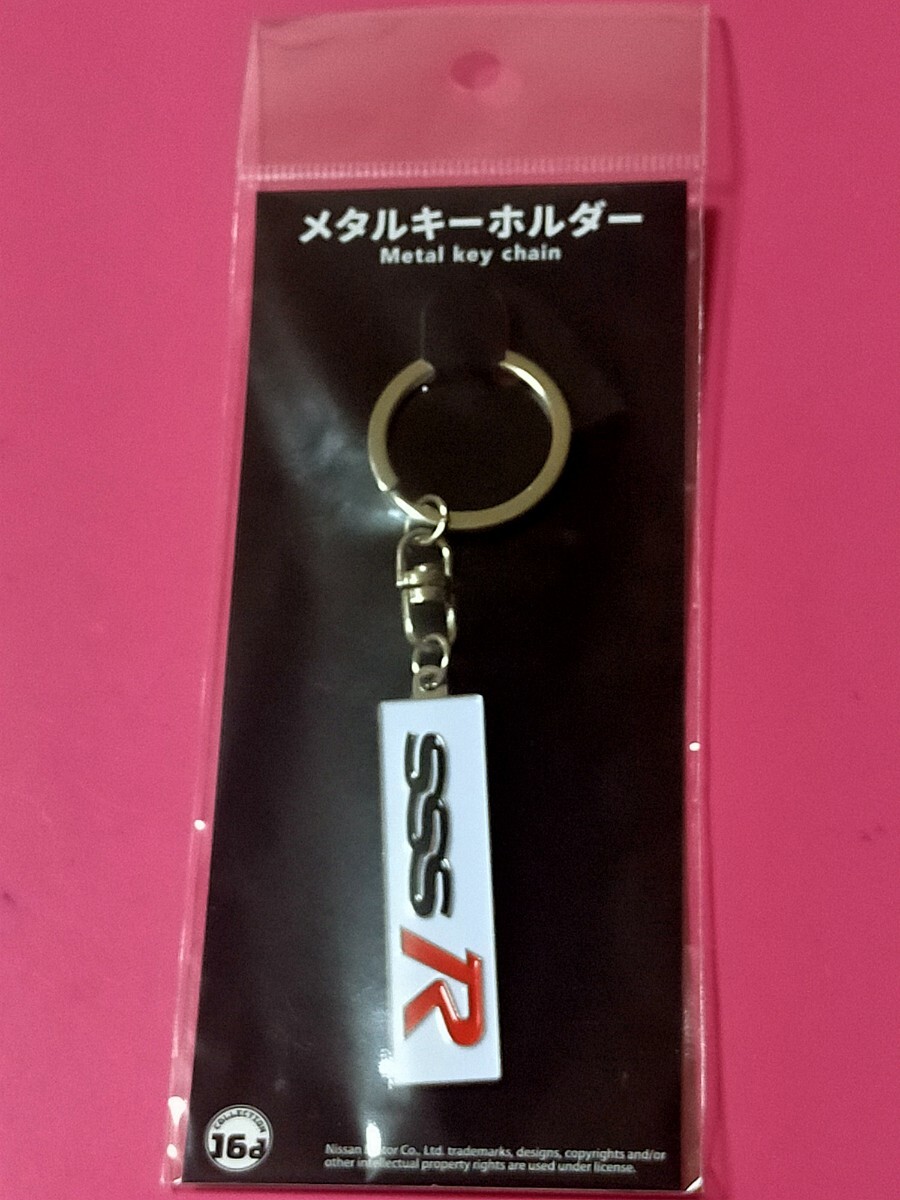 メタルキーホルダー
Metal key chain
SSSR
COLLECTION
16a
Nissan Motor Co., Ltd. trademarks, designs, copyrights and/or
other intellectual property rights are used under license.